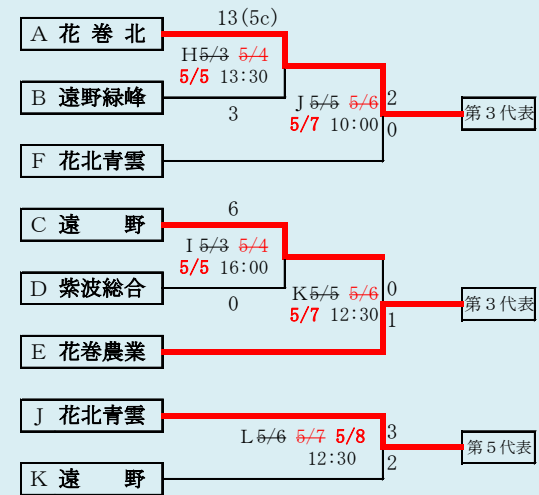 13(5c)
A 花 巻 北
H5/3 5/4
5/5 13:30
B 遠野緑峰
3
J 5/5 5/6 2
第３代表
5/7 10:00 0
F 花北青雲
6
C 遠　　野
I 5/3 5/4
5/5 16:00
D 紫波総合
0
K5/5 5/6 0
第３代表
5/7 12:30 1
E 花巻農業
J 花北青雲
L5/6 5/7 5/8 3
12:30 2
第５代表
K 遠　　野